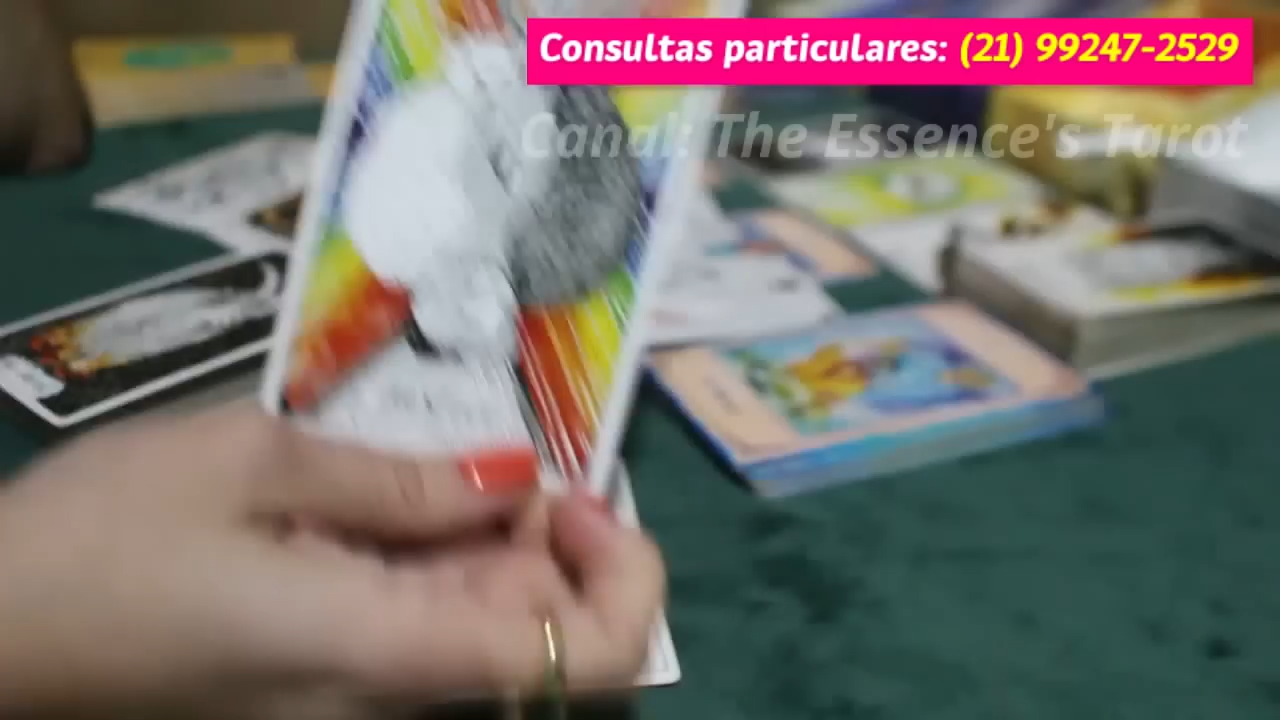 Consultas particulares: (21) 99247-2529
Canal: The Essence's Tarot